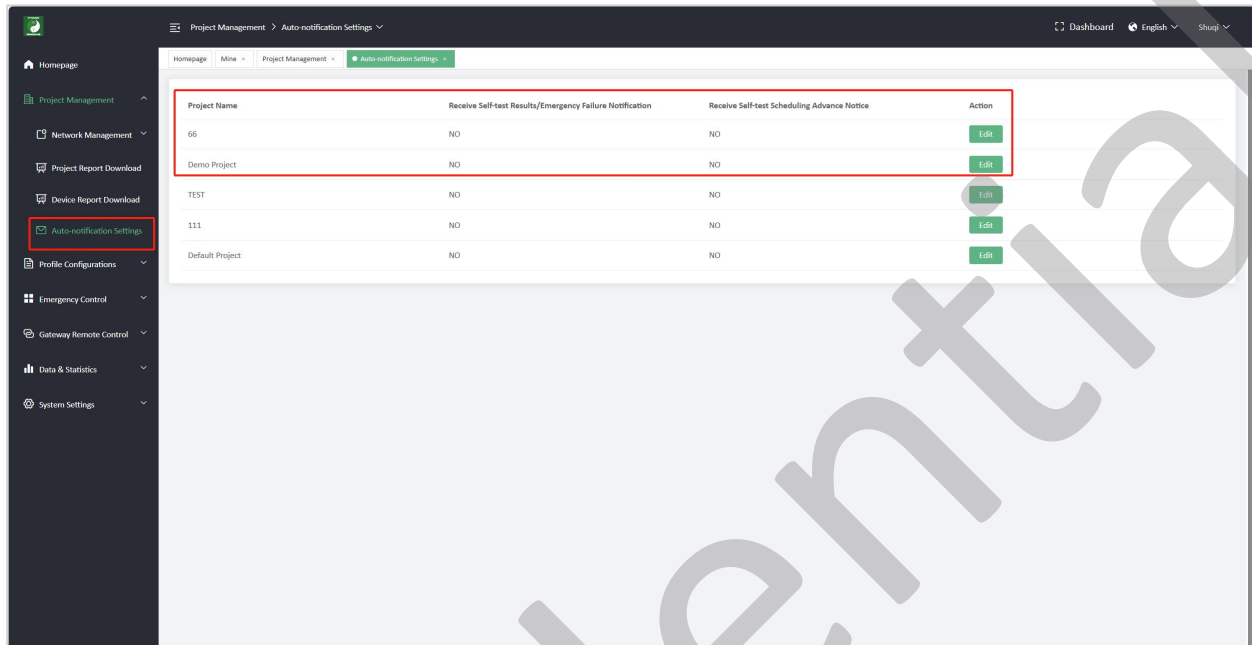 Project Management > Auto-notification Settings
Dashboard English Shuqi
Homepage Mine × Project Management × Auto-notification Settings ×
Homepage
Project Management
Network Management
Project Report Download
Device Report Download
Auto-notification Settings
Profile Configurations
Emergency Control
Gateway Remote Control
Data & Statistics
System Settings
Project Name Receive Self-test Results/Emergency Failure Notification Receive Self-test Scheduling Advance Notice Action
66 NO NO Edit
Demo Project NO NO Edit
TEST NO NO Edit
111 NO NO Edit
Default Project NO NO Edit
dentia